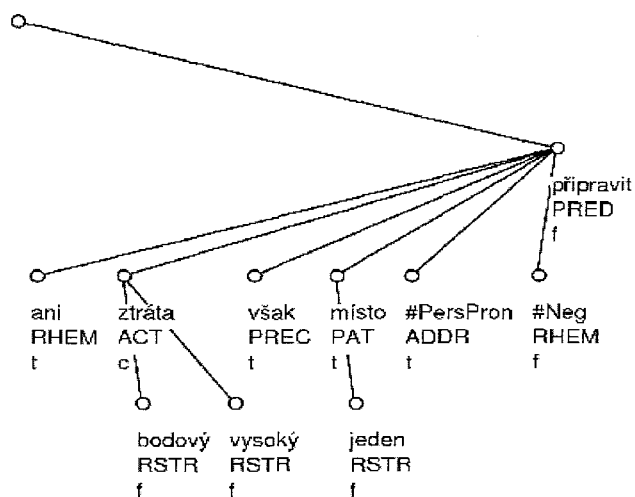 připravit
PRED
f
ani ztráta však místo #PersPron #Neg
RHEM ACT PREC PAT ADDR RHEM
t c t t t f
bodový vysoký jeden
RSTR RSTR RSTR
f f f